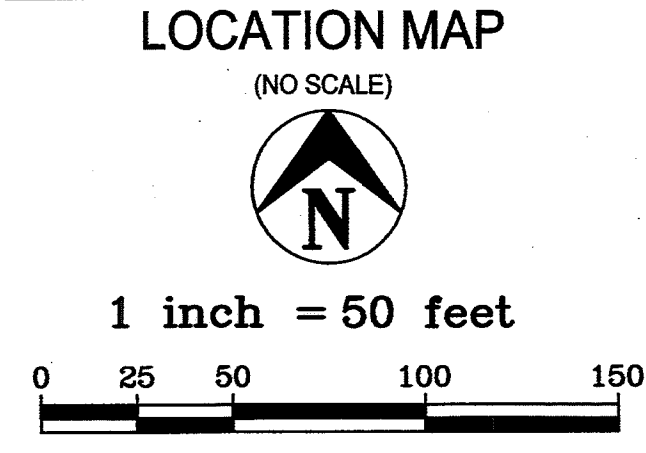 LOCATION MAP
(NO SCALE)
N
1 inch = 50 feet
0 25 50 100 150